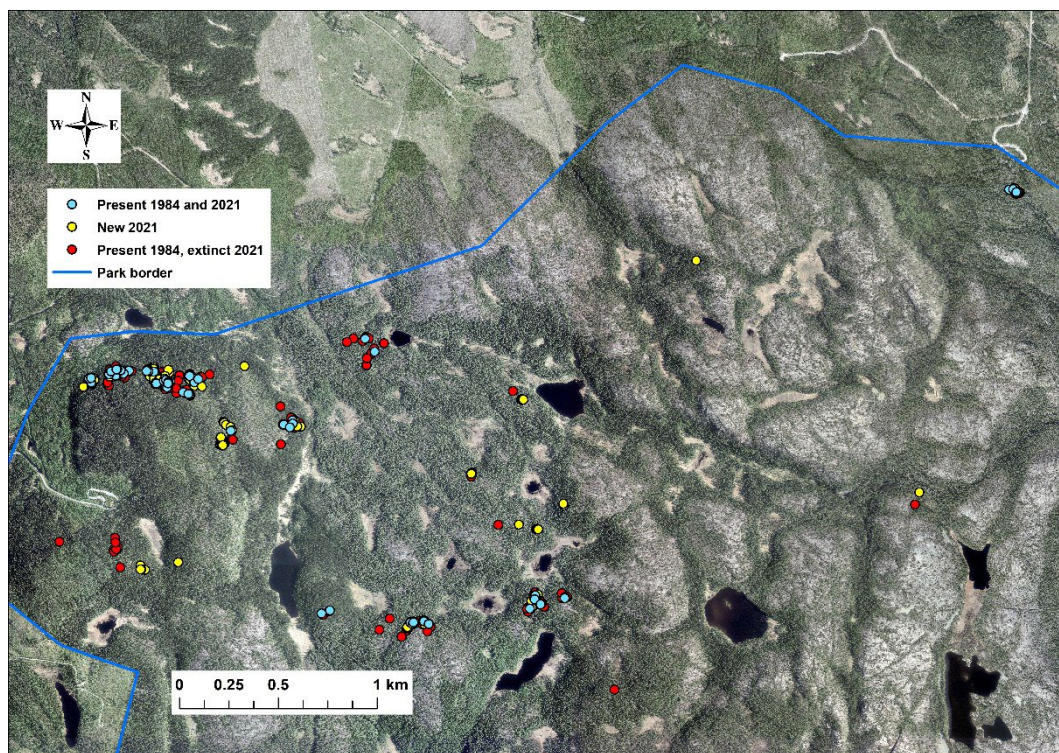 N
W E
S
Present 1984 and 2021
New 2021
Present 1984, extinct 2021
Park border
0 0.25 0.5 1 km